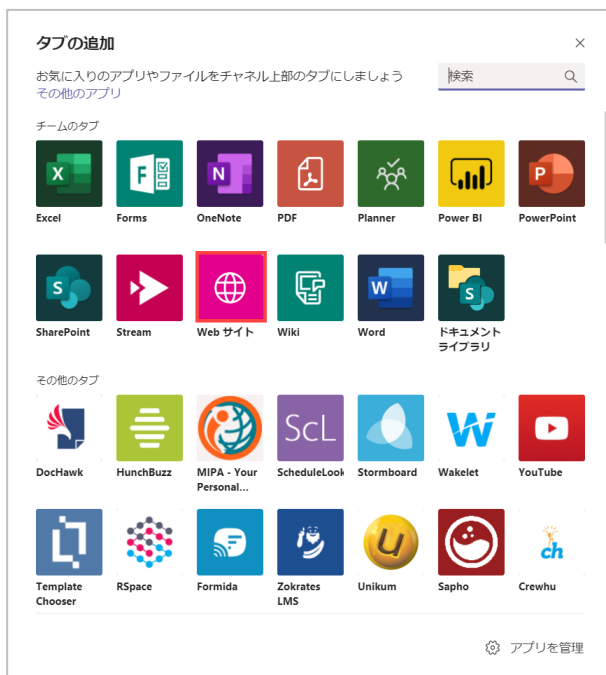 タブの追加
お気に入りのアプリやファイルをチャネル上部のタブにしましょう
検索
その他のアプリ
チームのタブ
X
F
N
P
Excel
Forms
OneNote
PDF
Planner
Power BI
PowerPoint
S
W
S
SharePoint
Stream
Web サイト
Wiki
Word
ドキュメント
ライブラリ
その他のタブ
ScL
DocHawk
HunchBuzz
MIPA - Your
Personal...
ScheduleLook
Stormboard
Wakelet
YouTube
u
ch
Template
Chooser
RSpace
Formida
Zokrates
LMS
Unikum
Sapho
Crewhu
アプリを管理